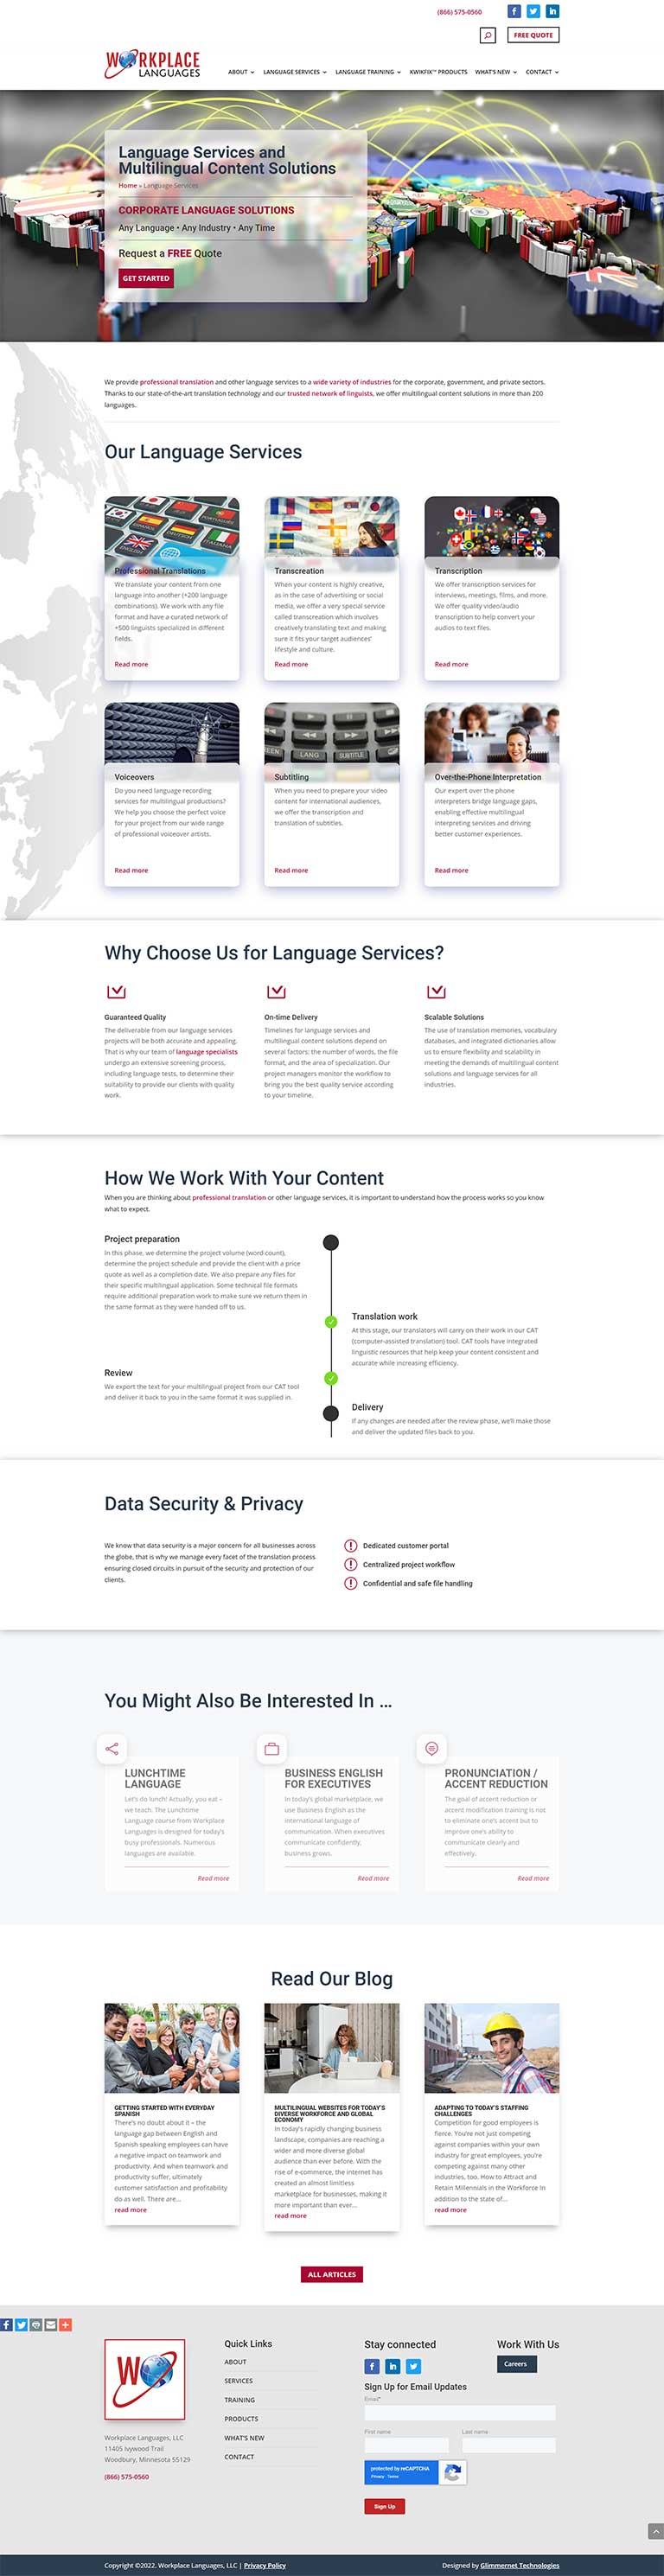 (866) 575-0560
FREE QUOTE
WORKPLACE
LANGUAGES
ABOUT LANGUAGE SERVICES LANGUAGE TRAINING KWIKFIX™ PRODUCTS WHAT'S NEW CONTACT
Language Services and
Multilingual Content Solutions
Home » Language Services
CORPORATE LANGUAGE SOLUTIONS
Any Language • Any Industry • Any Time
Request a FREE Quote
GET STARTED
We provide professional translation and other language services to a wide variety of industries for the corporate, government, and private sectors.
Thanks to our state-of-the-art translation technology and our trusted network of linguists, we offer multilingual content solutions in more than 200
languages.
Our Language Services
Professional Translations
We translate your content from one
language into another (+200 language
combinations). We work with any file
format and have a curated network of
+500 linguists specialized in different
fields.
Read more
Transcreation
When your content is highly creative,
as in the case of advertising or social
media, we offer a very special service
called transcreation which involves
creatively translating text and making
sure it fits your target audiences'
lifestyle and culture.
Read more
Transcription
We offer transcription services for
interviews, meetings, films, and more.
We offer quality video/audio
transcription to help convert your
audios to text files.
Read more
Voiceovers
Do you need language recording
services for multilingual productions?
We help you choose the perfect voice
for your project from our wide range
of professional voiceover artists.
Read more
LANG
SUBTITLE
Subtitling
When you need to prepare your video
content for international audiences,
we offer the transcription and
translation of subtitles.
Read more
Over-the-Phone Interpretation
Our expert over the phone
interpreters bridge language gaps,
enabling effective multilingual
interpreting services and driving
better customer experiences.
Read more
Why Choose Us for Language Services?
Guaranteed Quality
The deliverable from our language services
projects will be both accurate and appealing.
That is why our team of language specialists
undergo an extensive screening process,
including language tests, to determine their
suitability to provide our clients with quality
work.
On-time Delivery
Timelines for language services and
multilingual content solutions depend on
several factors: the number of words, the file
format, and the area of specialization. Our
project managers monitor the workflow to
bring you the best quality service according
to your timeline.
Scalable Solutions
The use of translation memories, vocabulary
databases, and integrated dictionaries allow
us to ensure flexibility and scalability in
meeting the demands of multilingual content
solutions and language services for all
industries.
How We Work With Your Content
When you are thinking about professional translation or other language services, it is important to understand how the process works so you know
what to expect.
Project preparation
In this phase, we determine the project volume (word count),
determine the project schedule and provide the client with a price
quote as well as a completion date. We also prepare any files for
their specific multilingual application. Some technical file formats
require additional preparation work to make sure we return them in
the same format as they were handed off to us.
Translation work
At this stage, our translators will carry on their work in our CAT
(computer-assisted translation) tool. CAT tools have integrated
linguistic resources that help keep your content consistent and
accurate while increasing efficiency.
Review
We export the text for your multilingual project from our CAT tool
and deliver it back to you in the same format it was supplied in.
Delivery
If any changes are needed after the review phase, we'll make those
and deliver the updated files back to you.
Data Security & Privacy
We know that data security is a major concern for all businesses across
the globe, that is why we manage every facet of the translation process
ensuring closed circuits in pursuit of the security and protection of our
clients.
Dedicated customer portal
Centralized project workflow
Confidential and safe file handling
You Might Also Be Interested In ...
LUNCHTIME
LANGUAGE
Let's do lunch! Actually, you eat –
we teach. The Lunchtime
Language course from Workplace
Languages is designed for today's
busy professionals. Numerous
languages are available.
Read more
BUSINESS ENGLISH
FOR EXECUTIVES
In today's global marketplace, we
use Business English as the
international language of
communication. When executives
communicate confidently,
business grows.
Read more
PRONUNCIATION /
ACCENT REDUCTION
The goal of accent reduction or
accent modification training is not
to eliminate one's accent but to
improve one's ability to
communicate clearly and
effectively.
Read more
Read Our Blog
GETTING STARTED WITH EVERYDAY
SPANISH
There's no doubt about it – the
language gap between English and
Spanish speaking employees can have
a negative impact on teamwork and
productivity. And when teamwork and
productivity suffer, ultimately
customer satisfaction and profitability
do as well. There are...
read more
MULTILINGUAL WEBSITES FOR TODAY'S
DIVERSE WORKFORCE AND GLOBAL
ECONOMY
In today's rapidly changing business
landscape, companies are reaching a
wider and more diverse global
audience than ever before. With the
rise of e-commerce, the internet has
created an almost limitless
marketplace for businesses, making it
more important than ever...
read more
ADAPTING TO TODAY'S STAFFING
CHALLENGES
Competition for good employees is
fierce. You're not just competing
against companies within your own
industry for great employees, you're
competing against many other
industries, too. How to Attract and
Retain Millennials in the Workforce In
addition to the state of...
read more
ALL ARTICLES
WO
Workplace Languages, LLC
11405 Ivywood Trail
Woodbury, Minnesota 55129
(866) 575-0560
Quick Links
ABOUT
SERVICES
TRAINING
PRODUCTS
WHAT'S NEW
CONTACT
Stay connected
Sign Up for Email Updates
Email*
First name
Last name
protected by reCAPTCHA
Privacy - Terms
Sign Up
Work With Us
Careers
Copyright ©2022. Workplace Languages, LLC | Privacy Policy
Designed by Glimmernet Technologies